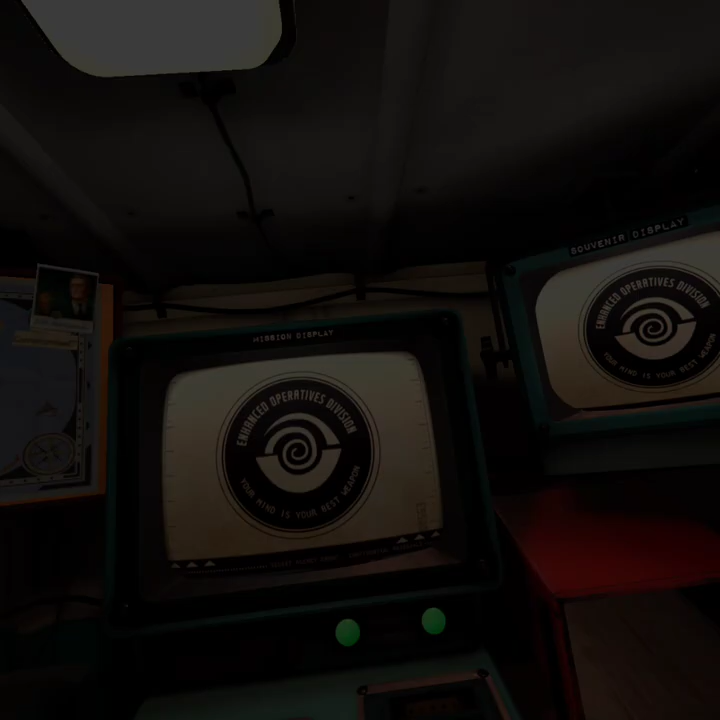 SOUVENIR DISPLAY
ENHANCED OPERATIVES DIVISION
YOUR MIND IS YOUR BEST WEAPON
MISSION DISPLAY
ENHANCED OPERATIVES DIVISION
YOUR MIND IS YOUR BEST WEAPON